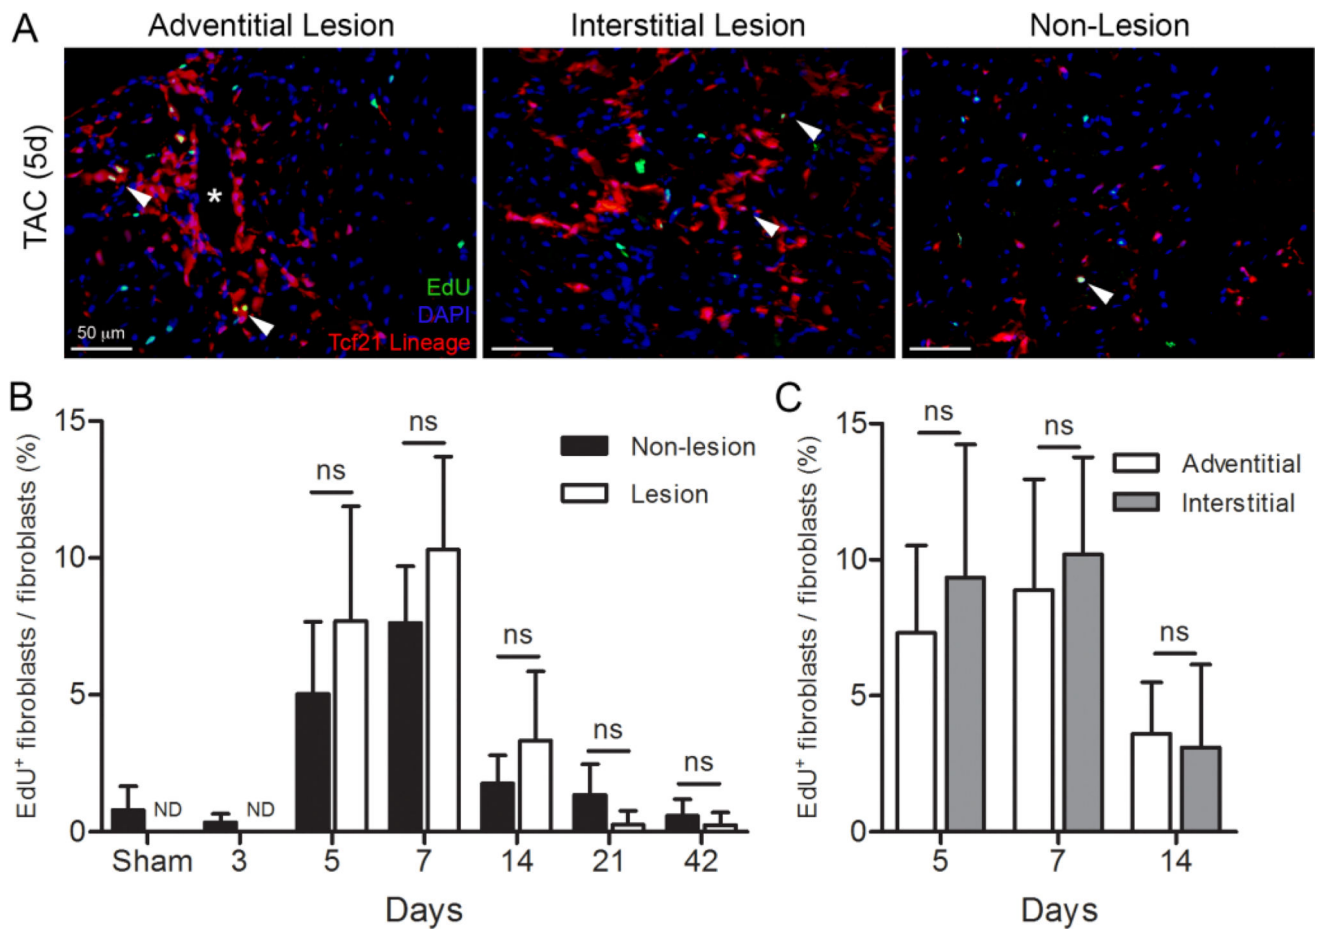 A
Adventitial Lesion
Interstitial Lesion
Non-Lesion
TAC (5d)
EdU
DAPI
Tcf21 Lineage
50 μm
B
EdU⁺ fibroblasts / fibroblasts (%)
15
10
5
0
ns
ns
ns
ns
ns
ND
ND
Non-lesion
Lesion
Sham 3 5 7 14 21 42
Days
C
EdU⁺ fibroblasts / fibroblasts (%)
15
10
5
0
ns
ns
ns
Adventitial
Interstitial
5 7 14
Days